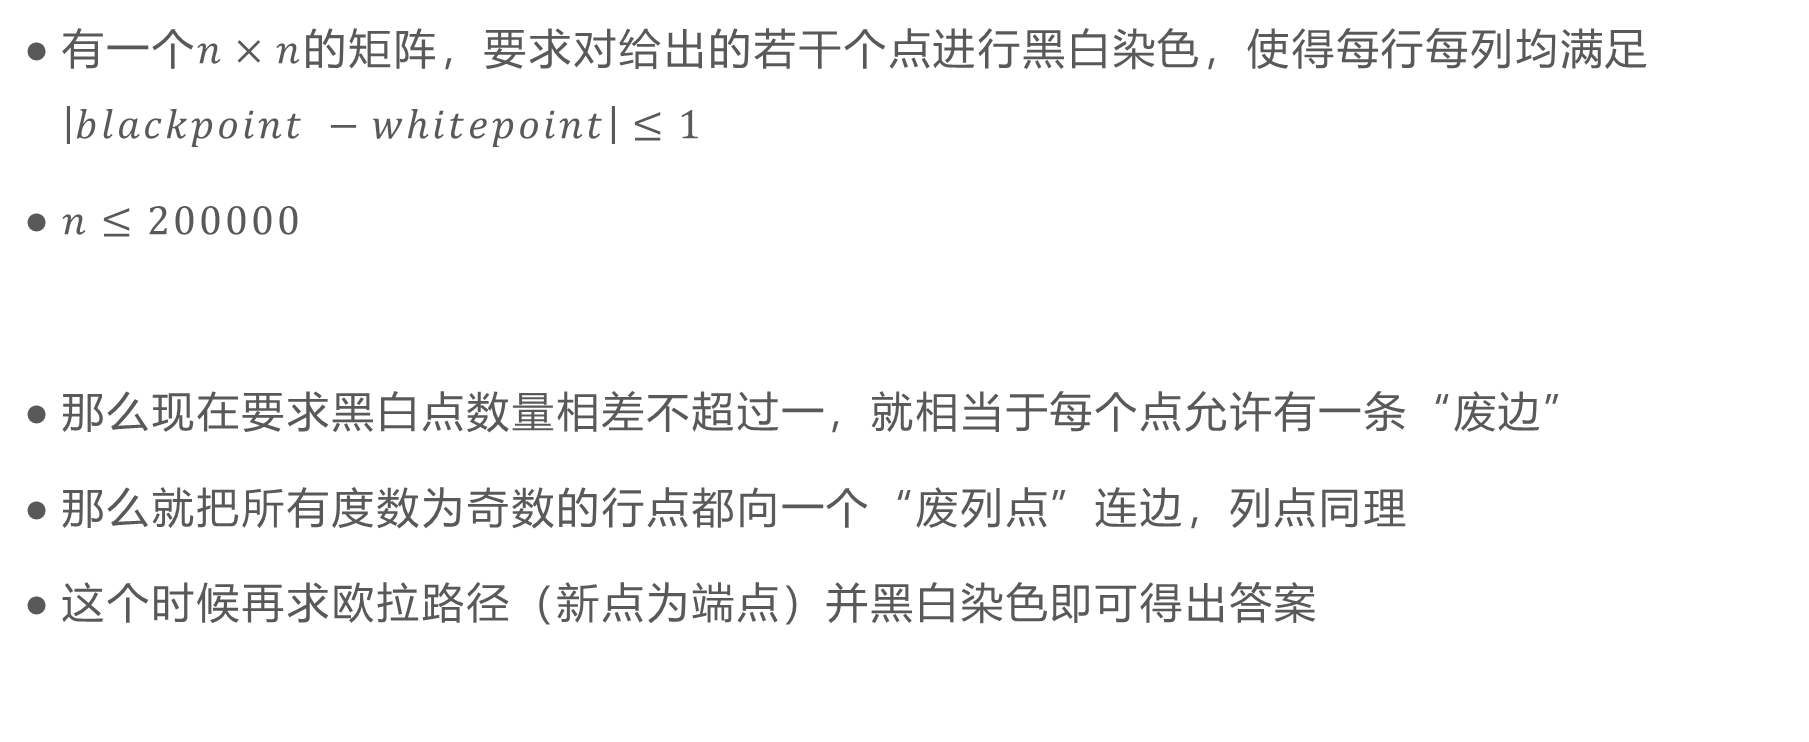 ● 有一个n × n的矩阵，要求对给出的若干个点进行黑白染色，使得每行每列均满足
|blackpoint − whitepoint| ≤ 1
● n ≤ 200000
● 那么现在要求黑白点数量相差不超过一，就相当于每个点允许有一条“废边”
● 那么就把所有度数为奇数的行点都向一个“废列点”连边，列点同理
● 这个时候再求欧拉路径（新点为端点）并黑白染色即可得出答案